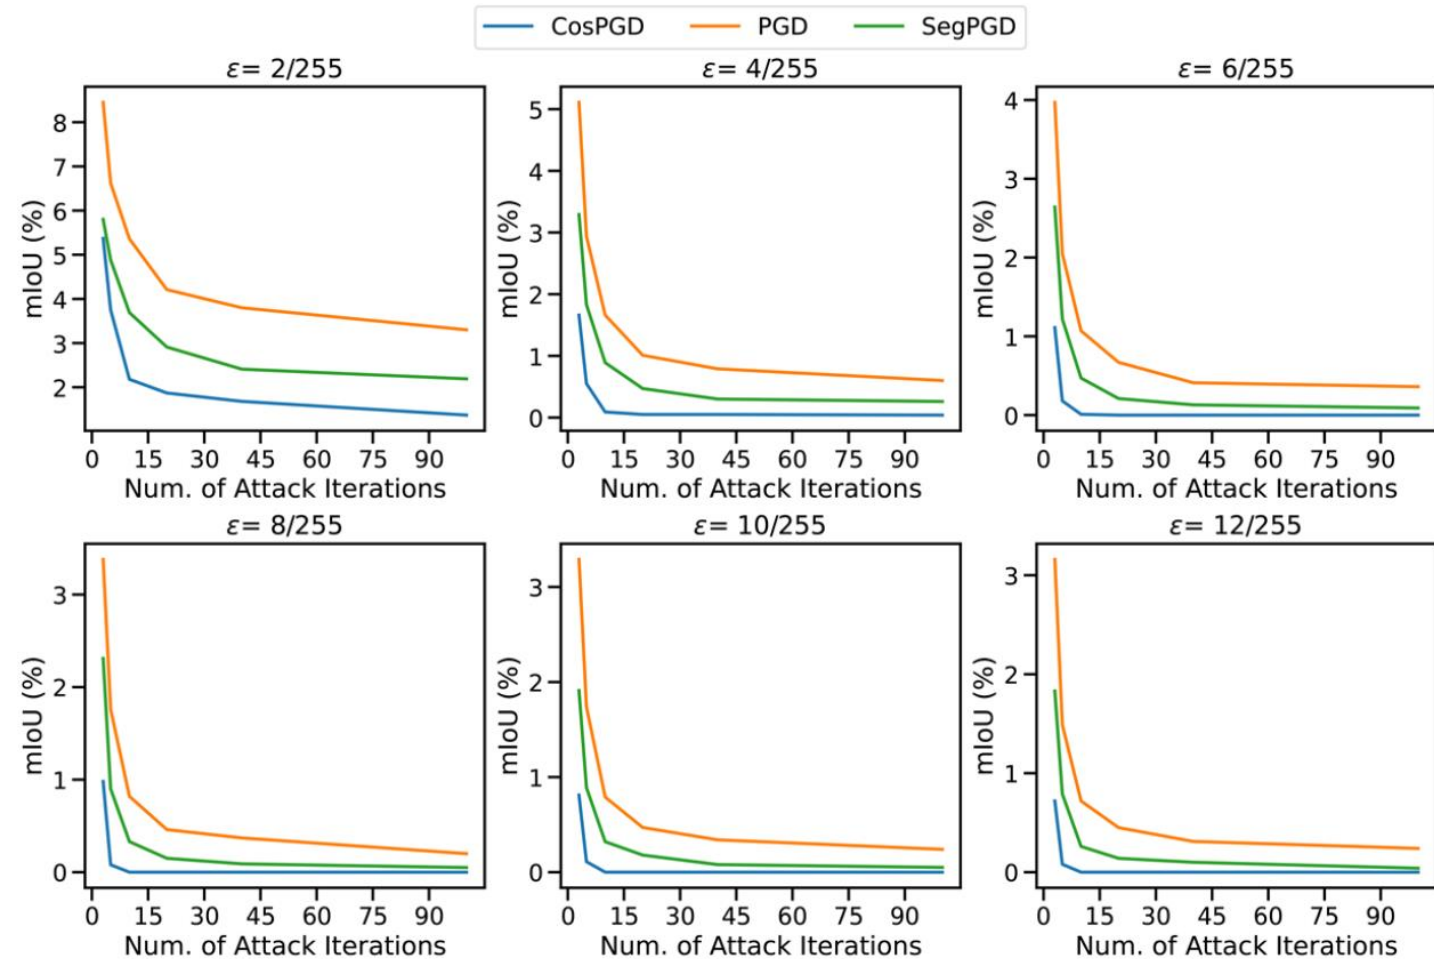 CosPGD PGD SegPGD
ε= 2/255
ε= 4/255
ε= 6/255
mIoU (%)
8
7
6
5
4
3
2
0 15 30 45 60 75 90
Num. of Attack Iterations
mIoU (%)
5
4
3
2
1
0
0 15 30 45 60 75 90
Num. of Attack Iterations
mIoU (%)
4
3
2
1
0
0 15 30 45 60 75 90
Num. of Attack Iterations
ε= 8/255
ε= 10/255
ε= 12/255
mIoU (%)
3
2
1
0
0 15 30 45 60 75 90
Num. of Attack Iterations
mIoU (%)
3
2
1
0
0 15 30 45 60 75 90
Num. of Attack Iterations
mIoU (%)
3
2
1
0
0 15 30 45 60 75 90
Num. of Attack Iterations